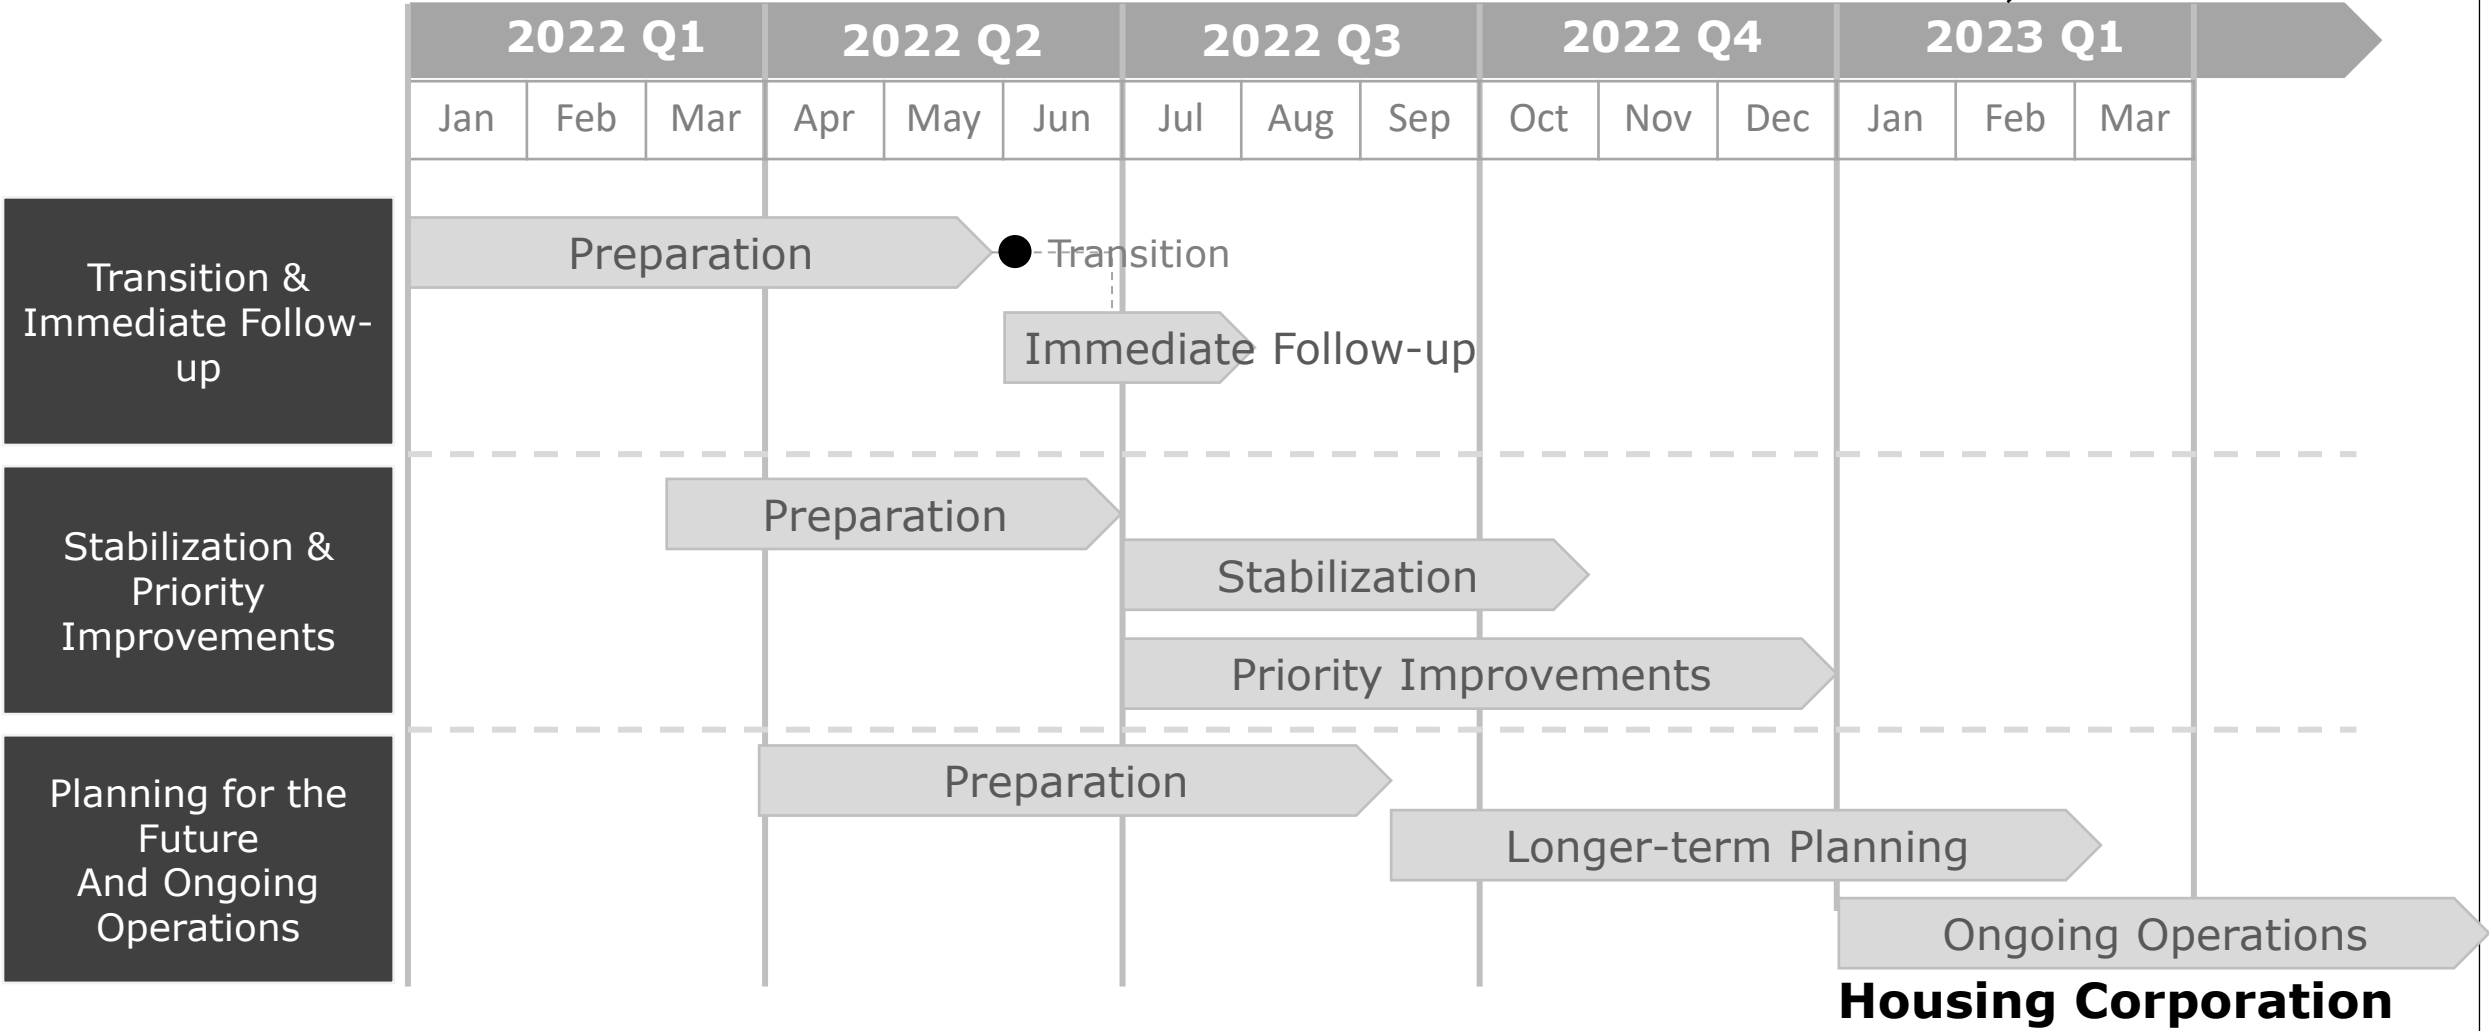 2022 Q1 2022 Q2 2022 Q3 2022 Q4 2023 Q1
Jan Feb Mar Apr May Jun Jul Aug Sep Oct Nov Dec Jan Feb Mar
Transition &
Immediate Follow-
up
Preparation
Transition
Immediate Follow-up
Stabilization &
Priority
Improvements
Preparation
Stabilization
Priority Improvements
Planning for the
Future
And Ongoing
Operations
Preparation
Longer-term Planning
Ongoing Operations
Housing Corporation